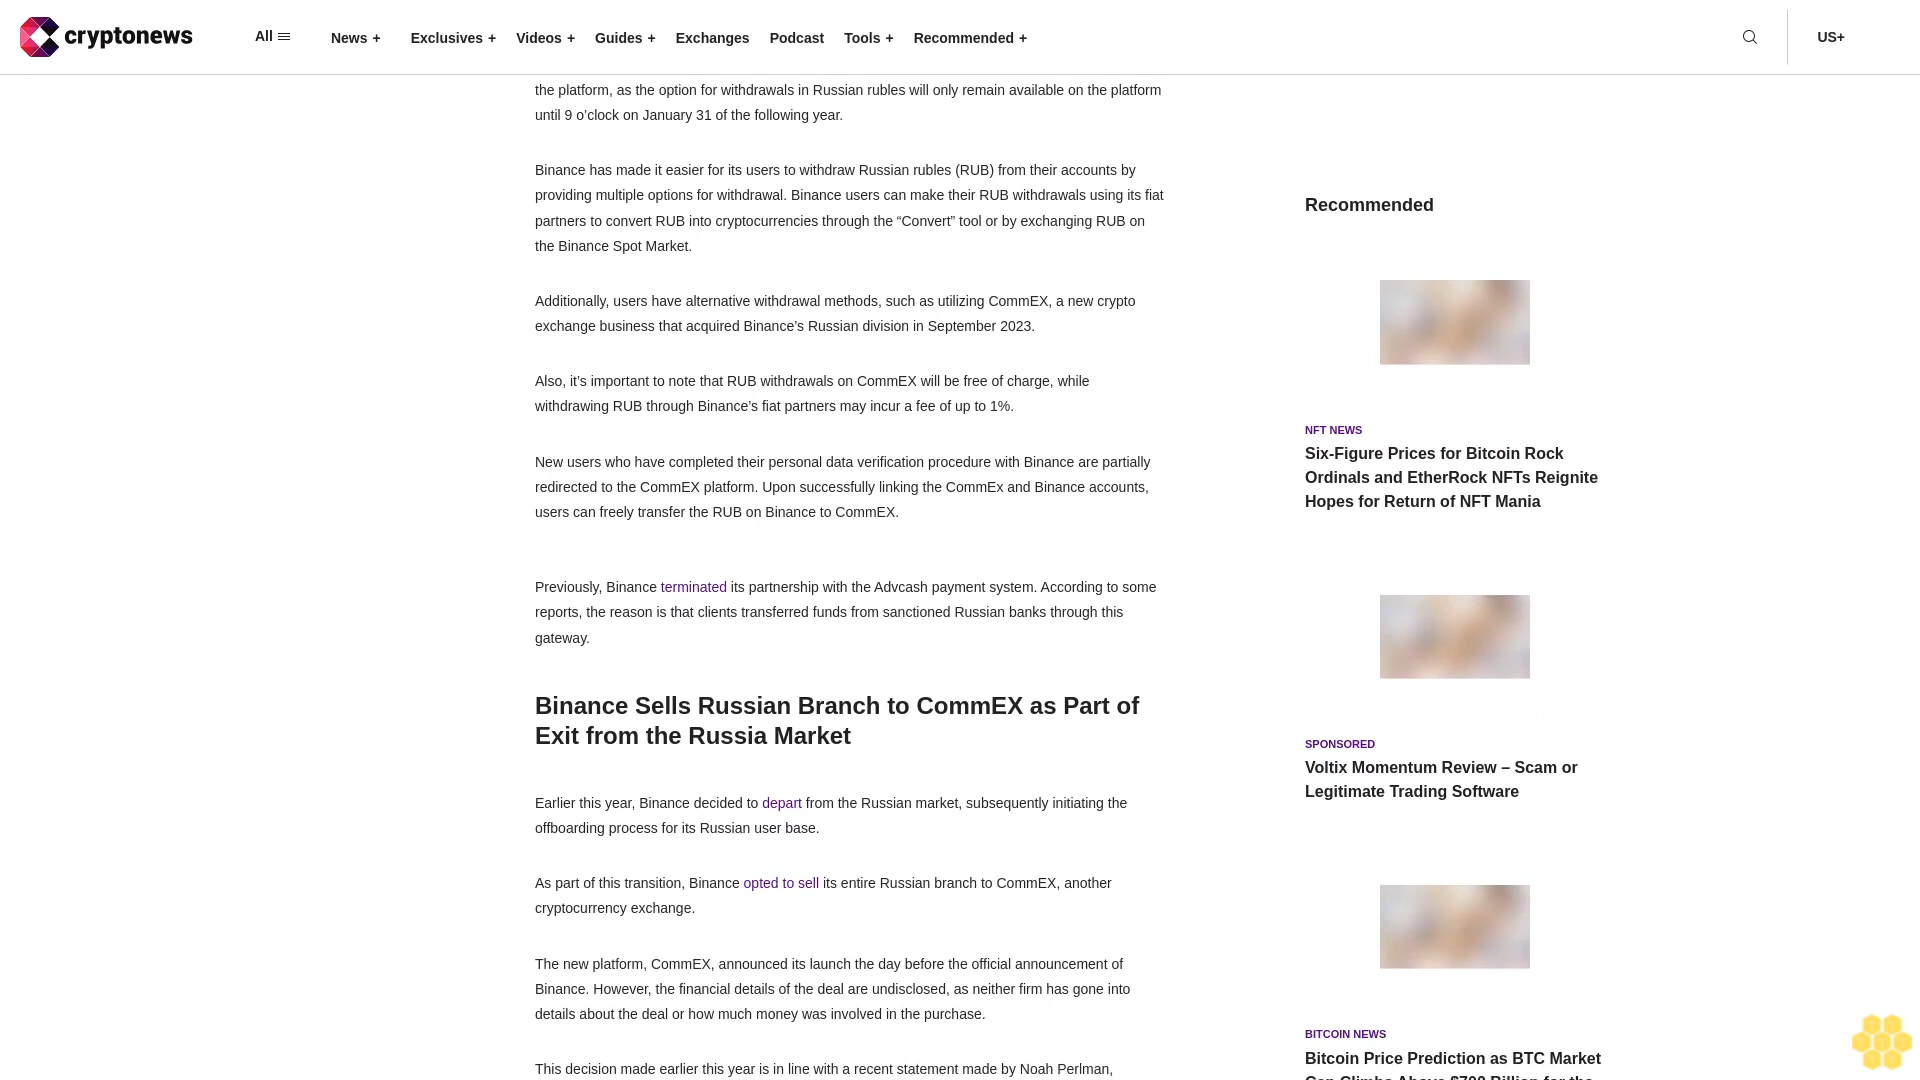 cryptonews
All
News +
Exclusives +
Videos +
Guides +
Exchanges
Podcast
Tools +
Recommended +
US+
the platform, as the option for withdrawals in Russian rubles will only remain available on the platform
until 9 o’clock on January 31 of the following year.
Binance has made it easier for its users to withdraw Russian rubles (RUB) from their accounts by
providing multiple options for withdrawal. Binance users can make their RUB withdrawals using its fiat
partners to convert RUB into cryptocurrencies through the “Convert” tool or by exchanging RUB on
the Binance Spot Market.
Additionally, users have alternative withdrawal methods, such as utilizing CommEX, a new crypto
exchange business that acquired Binance’s Russian division in September 2023.
Also, it’s important to note that RUB withdrawals on CommEX will be free of charge, while
withdrawing RUB through Binance’s fiat partners may incur a fee of up to 1%.
New users who have completed their personal data verification procedure with Binance are partially
redirected to the CommEX platform. Upon successfully linking the CommEx and Binance accounts,
users can freely transfer the RUB on Binance to CommEX.
Previously, Binance terminated its partnership with the Advcash payment system. According to some
reports, the reason is that clients transferred funds from sanctioned Russian banks through this
gateway.
Binance Sells Russian Branch to CommEX as Part of
Exit from the Russia Market
Earlier this year, Binance decided to depart from the Russian market, subsequently initiating the
offboarding process for its Russian user base.
As part of this transition, Binance opted to sell its entire Russian branch to CommEX, another
cryptocurrency exchange.
The new platform, CommEX, announced its launch the day before the official announcement of
Binance. However, the financial details of the deal are undisclosed, as neither firm has gone into
details about the deal or how much money was involved in the purchase.
This decision made earlier this year is in line with a recent statement made by Noah Perlman,
Recommended
NFT NEWS
Six-Figure Prices for Bitcoin Rock
Ordinals and EtherRock NFTs Reignite
Hopes for Return of NFT Mania
SPONSORED
Voltix Momentum Review – Scam or
Legitimate Trading Software
BITCOIN NEWS
Bitcoin Price Prediction as BTC Market
Cap Climbs Above $700 Billion for the